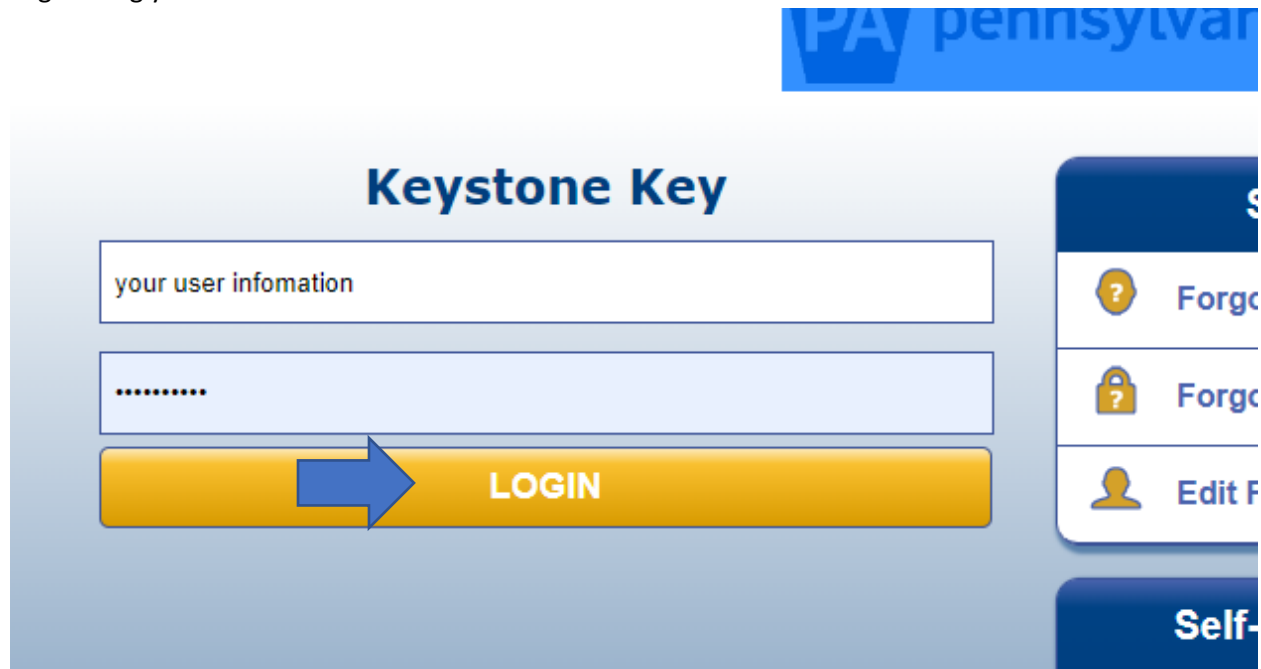 PA pennsylvan
Keystone Key
your user infomation
••••••••••
LOGIN
S
Forgo
Forgo
Edit
Self-